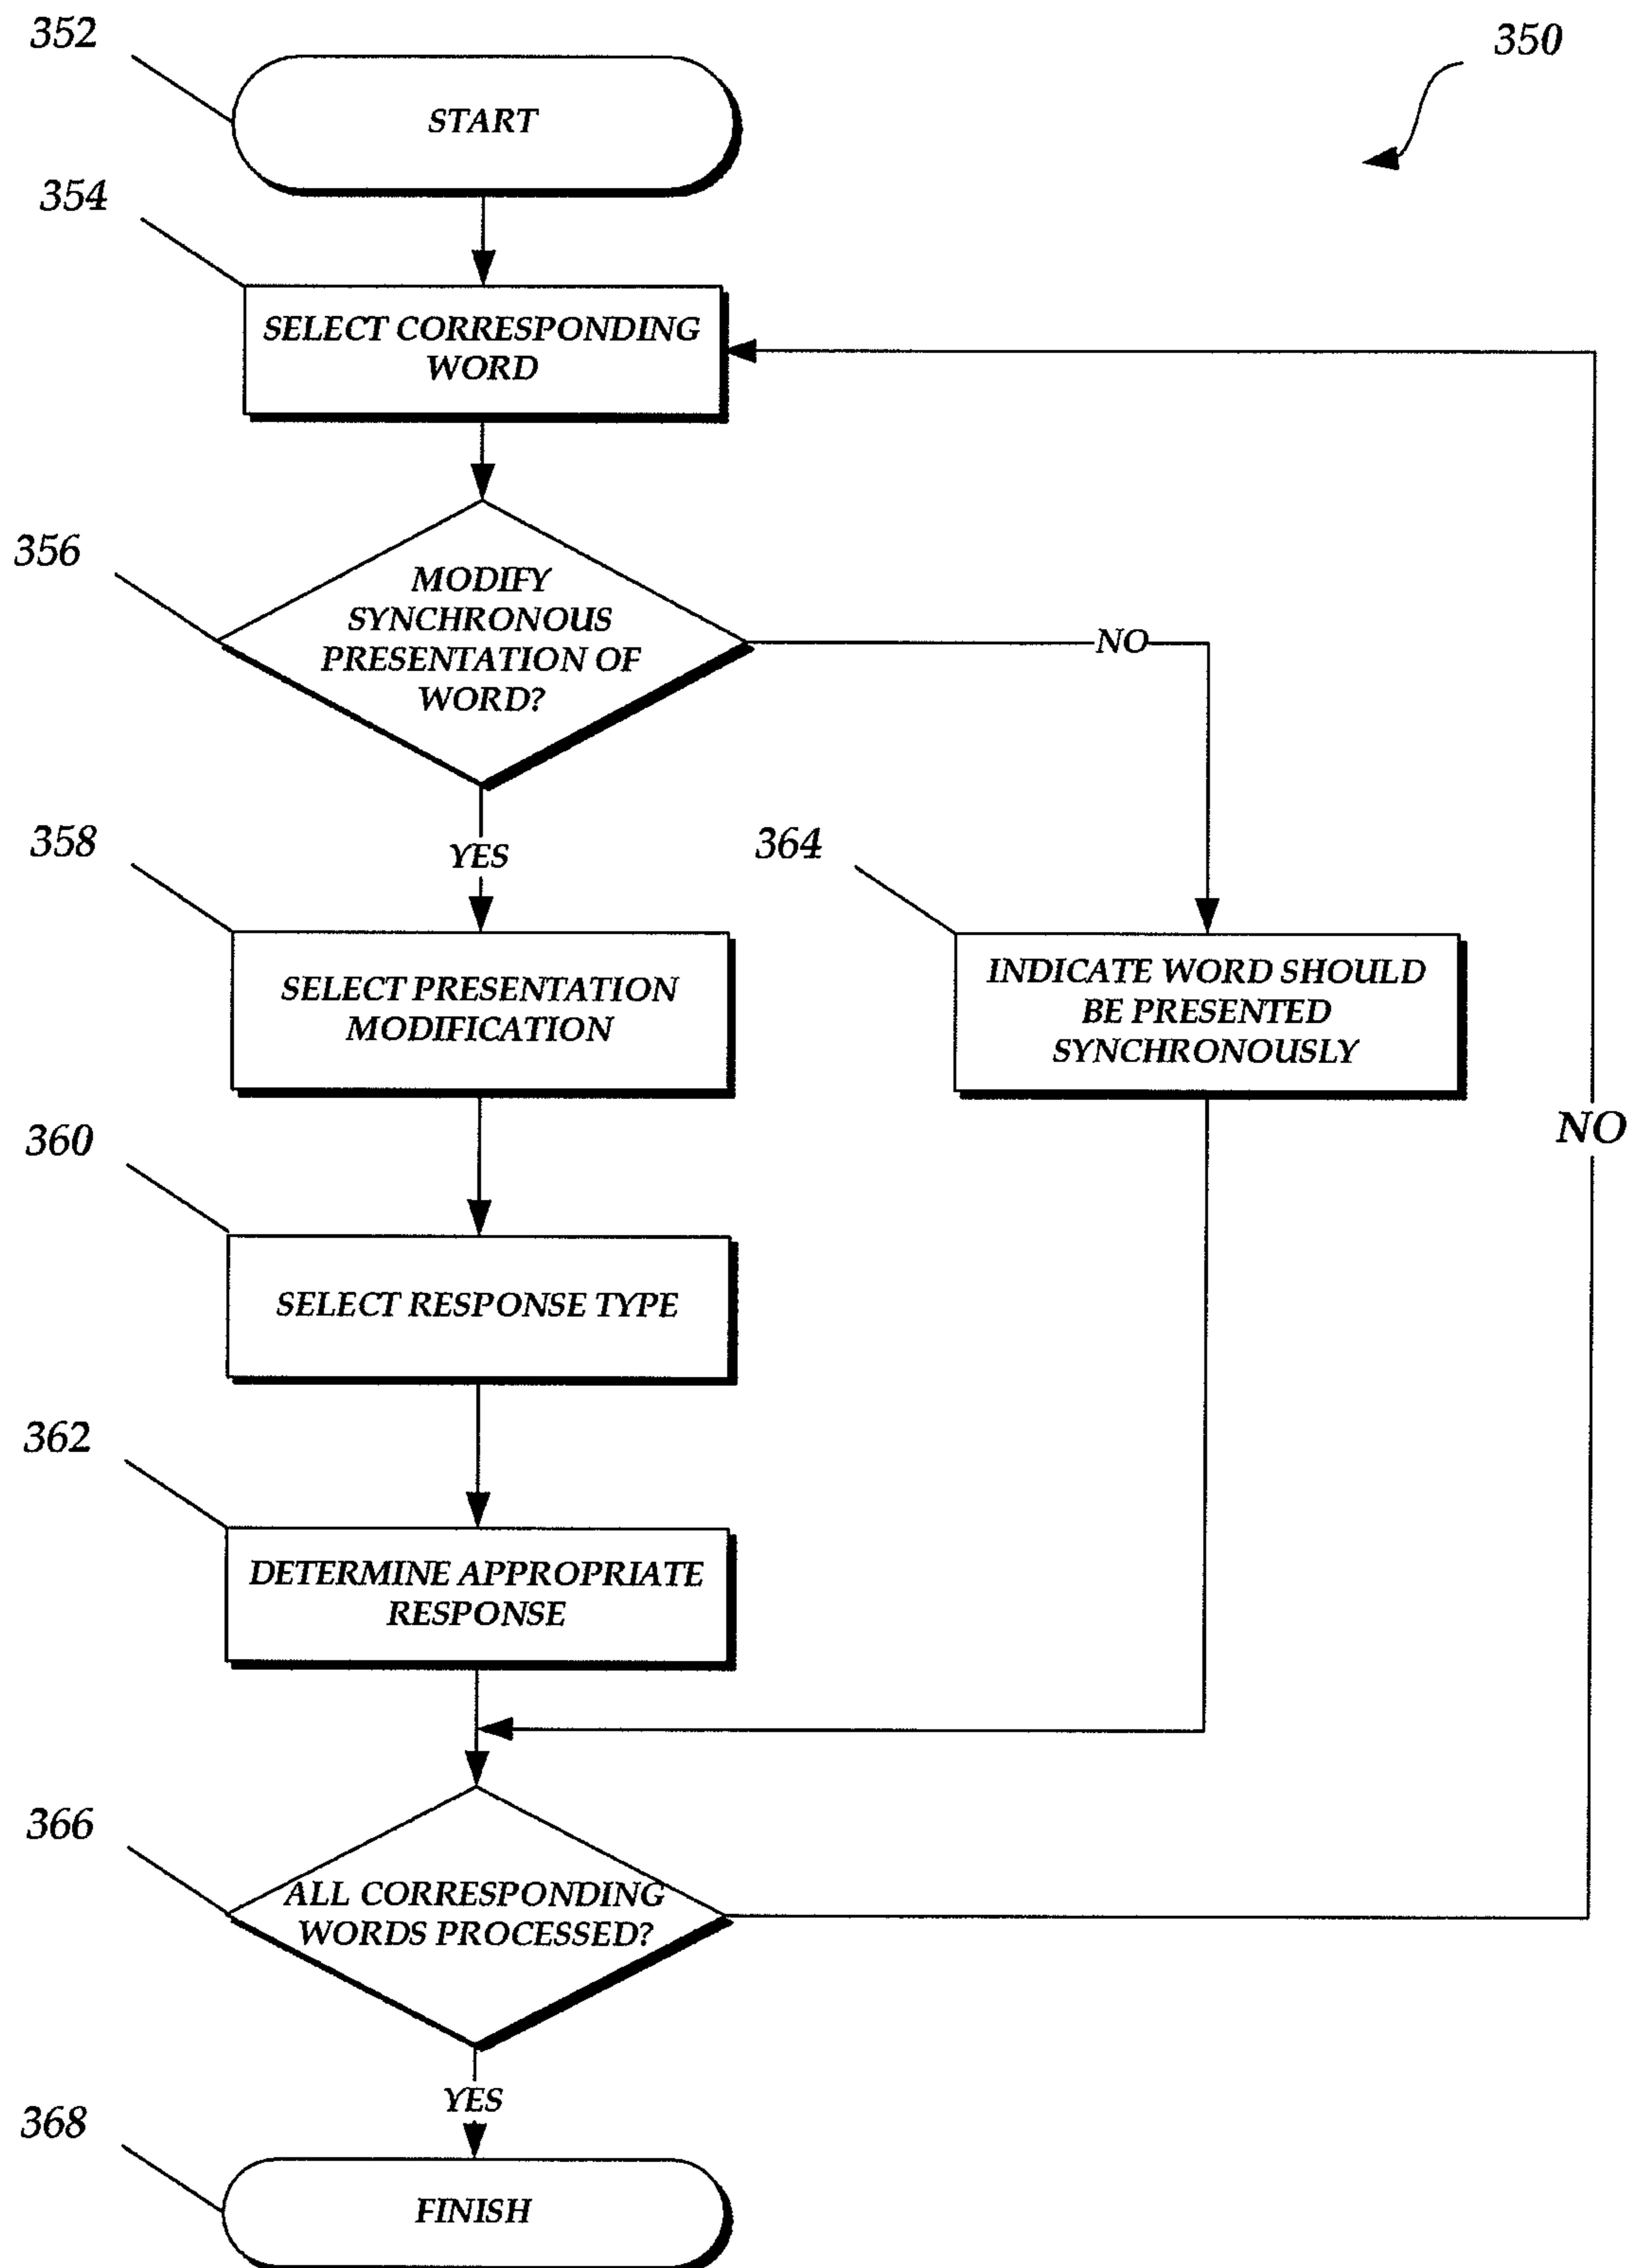 352
350
START
354
SELECT CORRESPONDING
WORD
356
MODIFY
SYNCHRONOUS
PRESENTATION OF
WORD?
NO
YES
358
364
SELECT PRESENTATION
MODIFICATION
INDICATE WORD SHOULD
BE PRESENTED
SYNCHRONOUSLY
NO
360
SELECT RESPONSE TYPE
362
DETERMINE APPROPRIATE
RESPONSE
366
ALL CORRESPONDING
WORDS PROCESSED?
YES
368
FINISH